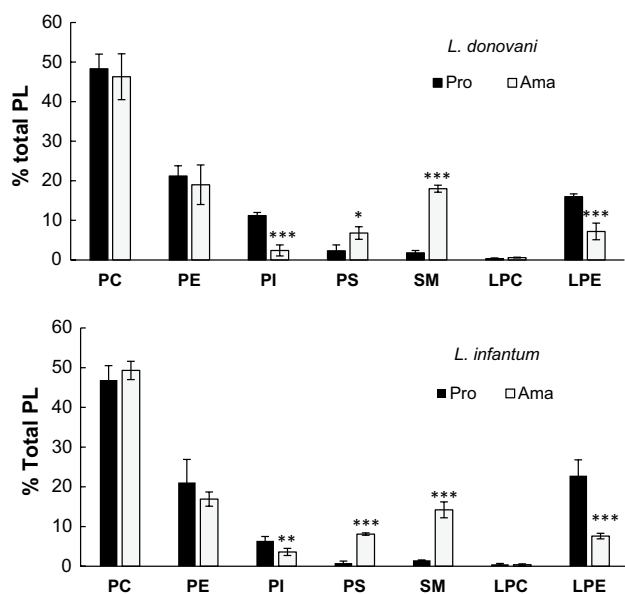 60
L. donovani
50
Pro Ama
40
% total PL
30
20
***
***
*
***
10
0
PC PE PI PS SM LPC LPE
60
L. infantum
50
Pro Ama
40
% Total PL
30
20
***
***
***
**
10
0
PC PE PI PS SM LPC LPE